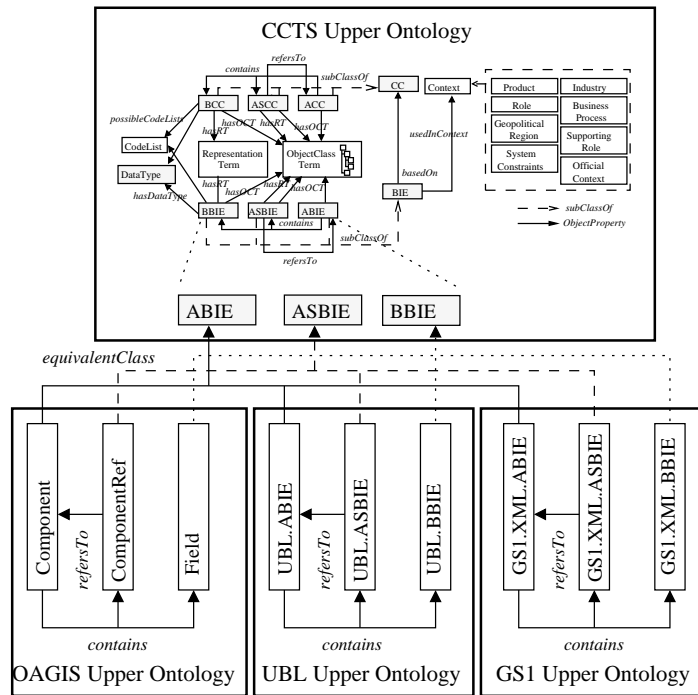 CCTS Upper Ontology
refersTo
contains
subClassOf
BCC
ASCC
ACC
CC
Context
Product
Industry
Role
Business
Process
Geopolitical
Region
Supporting
Role
System
Constraints
Official
Context
possibleCodeLists
hasRT
hasOCT
hasRT
hasOCT
usedInContext
CodeList
Representation
Term
ObjectClass
Term
DataType
basedOn
hasRT
hasOCT
hasRT
hasOCT
hasDataType
BIE
BBIE
ASBIE
ABIE
contains
subClassOf
refersTo
subClassOf
ObjectProperty
ABIE
ASBIE
BBIE
equivalentClass
Component
refersTo
ComponentRef
Field
contains
OAGIS Upper Ontology
UBL.ABIE
refersTo
UBL.ASBIE
UBL.BBIE
contains
UBL Upper Ontology
GS1.XML.ABIE
refersTo
GS1.XML.ASBIE
GS1.XML.BBIE
contains
GS1 Upper Ontology